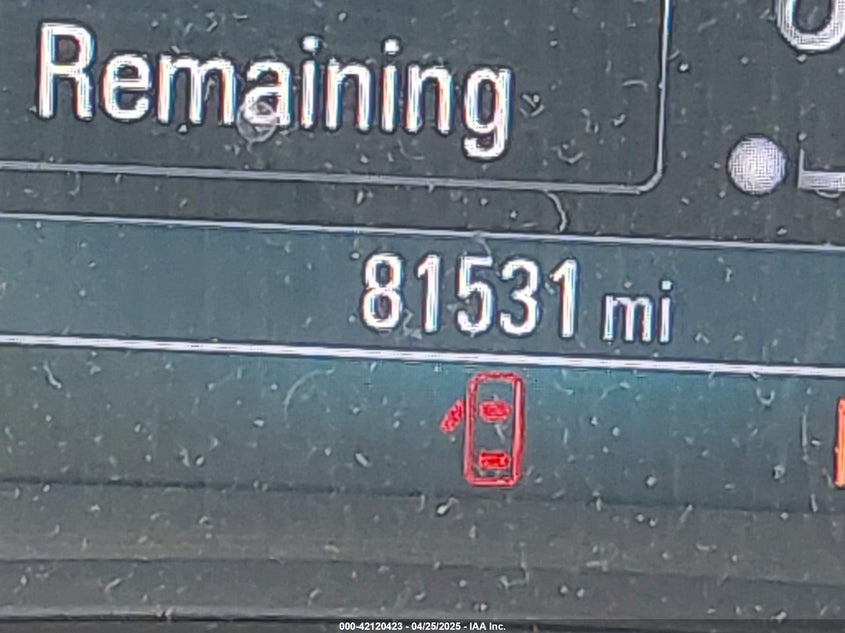 Remaining
81531 mi
000-42120423 - 04/25/2025 - IAA Inc.